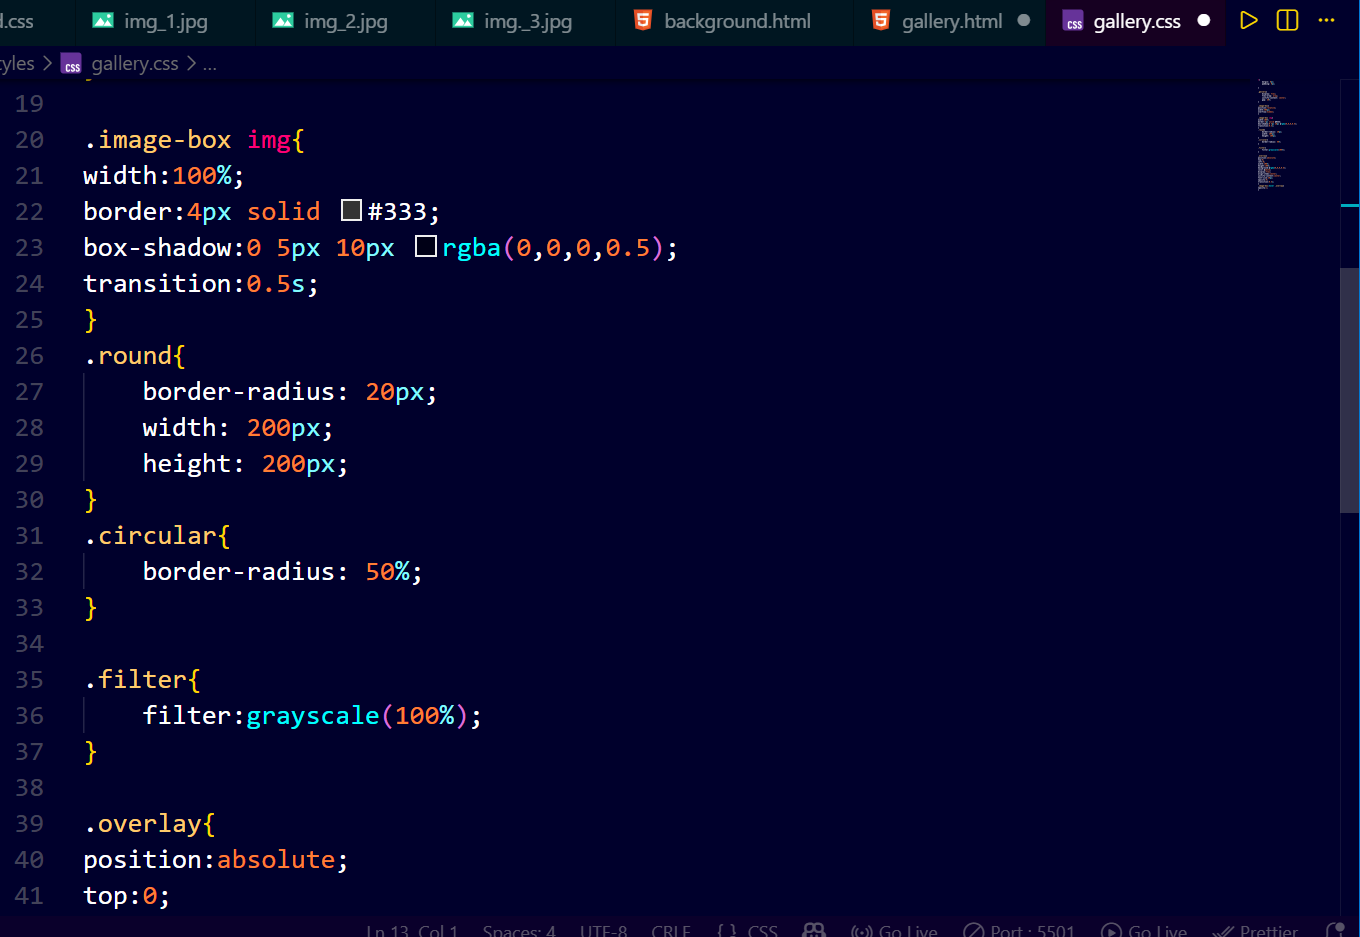 .css img_1.jpg img_2.jpg img._3.jpg background.html gallery.html gallery.css
yles > gallery.css > ...
19
20 .image-box img{
21 width:100%;
22 border:4px solid #333;
23 box-shadow:0 5px 10px rgba(0,0,0,0.5);
24 transition:0.5s;
25 }
26 .round{
27 border-radius: 20px;
28 width: 200px;
29 height: 200px;
30 }
31 .circular{
32 border-radius: 50%;
33 }
34
35 .filter{
36 filter:grayscale(100%);
37 }
38
39 .overlay{
40 position:absolute;
41 top:0;
Ln 13, Col 1 Spaces: 4 UTF-8 CRLF {} CSS Go Live Port : 5501 Go Live Prettier